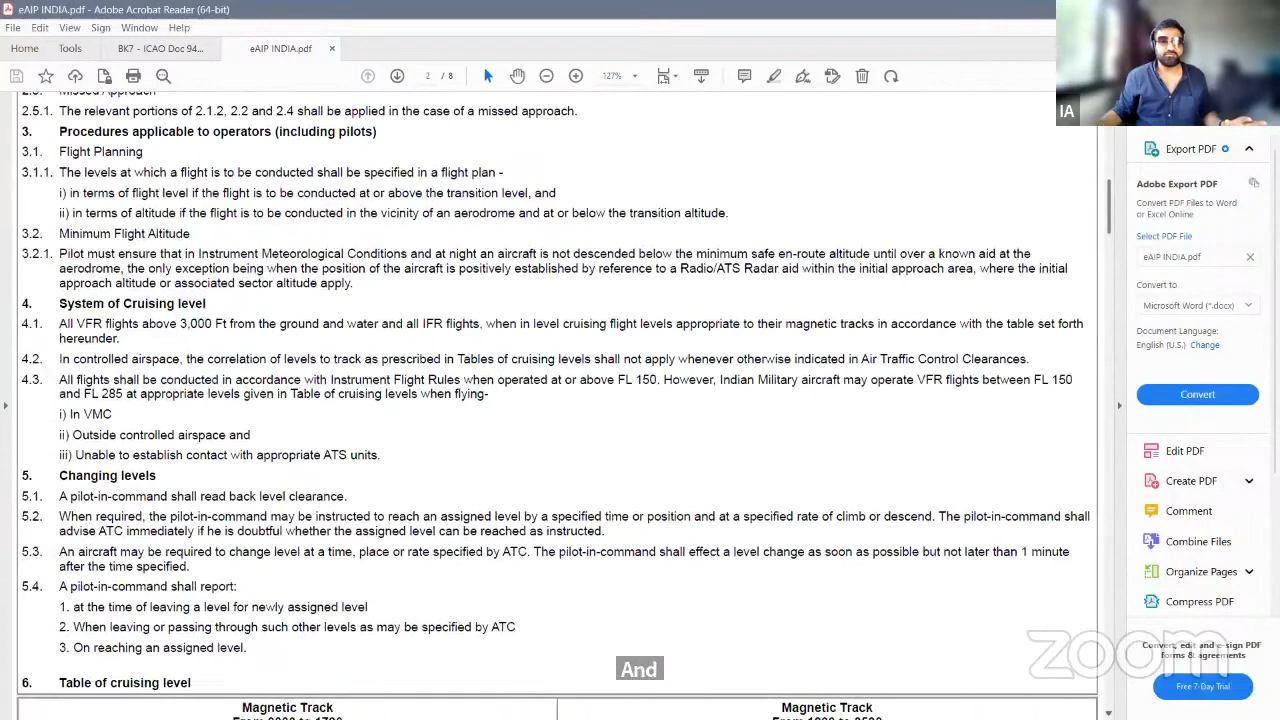 eAIP INDIA.pdf - Adobe Acrobat Reader (64-bit)
File Edit View Sign Window Help
Home Tools BK7 - ICAO Doc 94... eAIP INDIA.pdf ×
2 / 8 127%
IA
2.5. Missed Approach
2.5.1. The relevant portions of 2.1.2, 2.2 and 2.4 shall be applied in the case of a missed approach.
3. Procedures applicable to operators (including pilots)
3.1. Flight Planning
3.1.1. The levels at which a flight is to be conducted shall be specified in a flight plan -
i) in terms of flight level if the flight is to be conducted at or above the transition level, and
ii) in terms of altitude if the flight is to be conducted in the vicinity of an aerodrome and at or below the transition altitude.
3.2. Minimum Flight Altitude
3.2.1. Pilot must ensure that in Instrument Meteorological Conditions and at night an aircraft is not descended below the minimum safe en-route altitude until over a known aid at the
aerodrome, the only exception being when the position of the aircraft is positively established by reference to a Radio/ATS Radar aid within the initial approach area, where the initial
approach altitude or associated sector altitude apply.
4. System of Cruising level
4.1. All VFR flights above 3,000 Ft from the ground and water and all IFR flights, when in level cruising flight levels appropriate to their magnetic tracks in accordance with the table set forth
hereunder.
4.2. In controlled airspace, the correlation of levels to track as prescribed in Tables of cruising levels shall not apply whenever otherwise indicated in Air Traffic Control Clearances.
4.3. All flights shall be conducted in accordance with Instrument Flight Rules when operated at or above FL 150. However, Indian Military aircraft may operate VFR flights between FL 150
and FL 285 at appropriate levels given in Table of cruising levels when flying-
i) In VMC
ii) Outside controlled airspace and
iii) Unable to establish contact with appropriate ATS units.
5. Changing levels
5.1. A pilot-in-command shall read back level clearance.
5.2. When required, the pilot-in-command may be instructed to reach an assigned level by a specified time or position and at a specified rate of climb or descend. The pilot-in-command shall
advise ATC immediately if he is doubtful whether the assigned level can be reached as instructed.
5.3. An aircraft may be required to change level at a time, place or rate specified by ATC. The pilot-in-command shall effect a level change as soon as possible but not later than 1 minute
after the time specified.
5.4. A pilot-in-command shall report:
1. at the time of leaving a level for newly assigned level
2. When leaving or passing through such other levels as may be specified by ATC
3. On reaching an assigned level.
6. Table of cruising level
Magnetic Track Magnetic Track
And
Export PDF
Adobe Export PDF
Convert PDF Files to Word
or Excel Online
Select PDF File
eAIP INDIA.pdf ×
Convert to
Microsoft Word (*.docx)
Document Language:
English (U.S.) Change
Convert
Edit PDF
Create PDF
Comment
Combine Files
Organize Pages
Compress PDF
Convert, edit and e-sign PDF
forms & agreements
Free 7-Day Trial
zoom